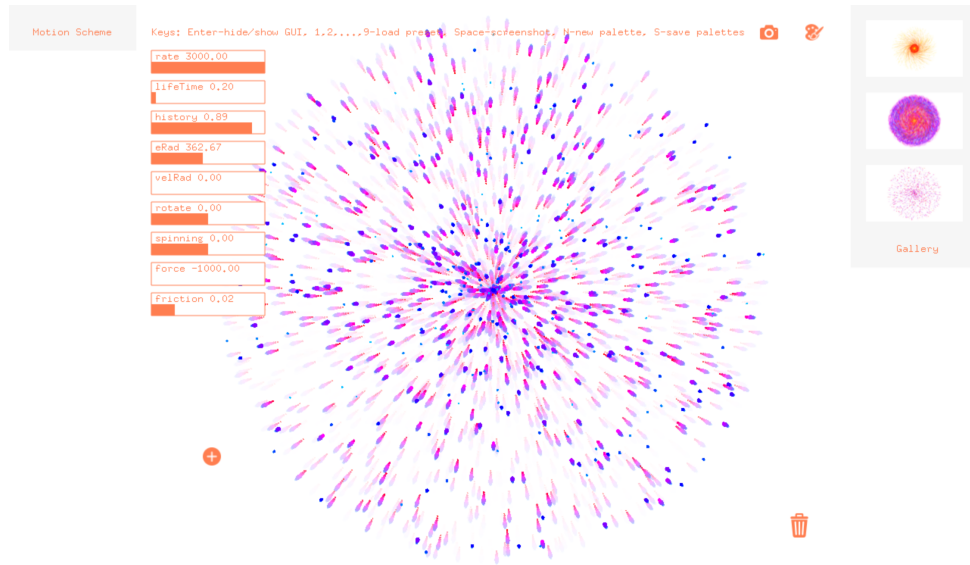 Motion Scheme
Keys: Enter-hide/show GUI, 1,2,...,9-load preset, Space-screenshot, N-new palette, S-save palettes
rate 3000.00
lifeTime 0.20
history 0.89
eRad 362.67
velRad 0.00
rotate 0.00
spinning 0.00
force -1000.00
friction 0.02
Gallery